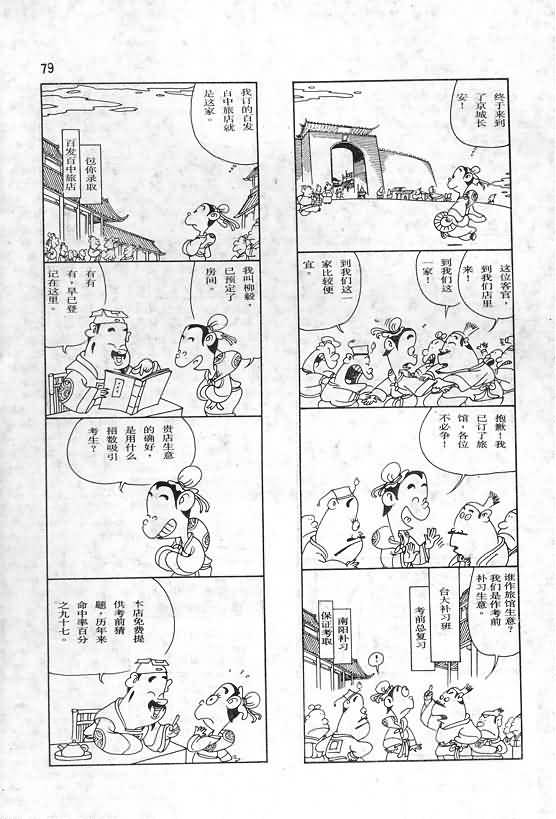 79
终于来到
了京城长
安！
这位客官，
到我们店里
来！
到我们这
一家！
到我们这一
家比较便
宜。
抱歉！我
已订了旅
馆，各位
不必争！
谁作旅馆生意？
我们是作考前
补习生意。
台大补习班
考前总复习
南阳补习
保证考取
！
我订的百发
百中旅店就
是这家。
包你录取
百发百中旅店
我叫柳毅，
已预定了
房间。
有有
有，早已登
记在这里。
贵店生意
的确好，
是用什么
招数吸引
考生？
本店免费提
供考前猜
题，历年来
命中率百分
之九十七。